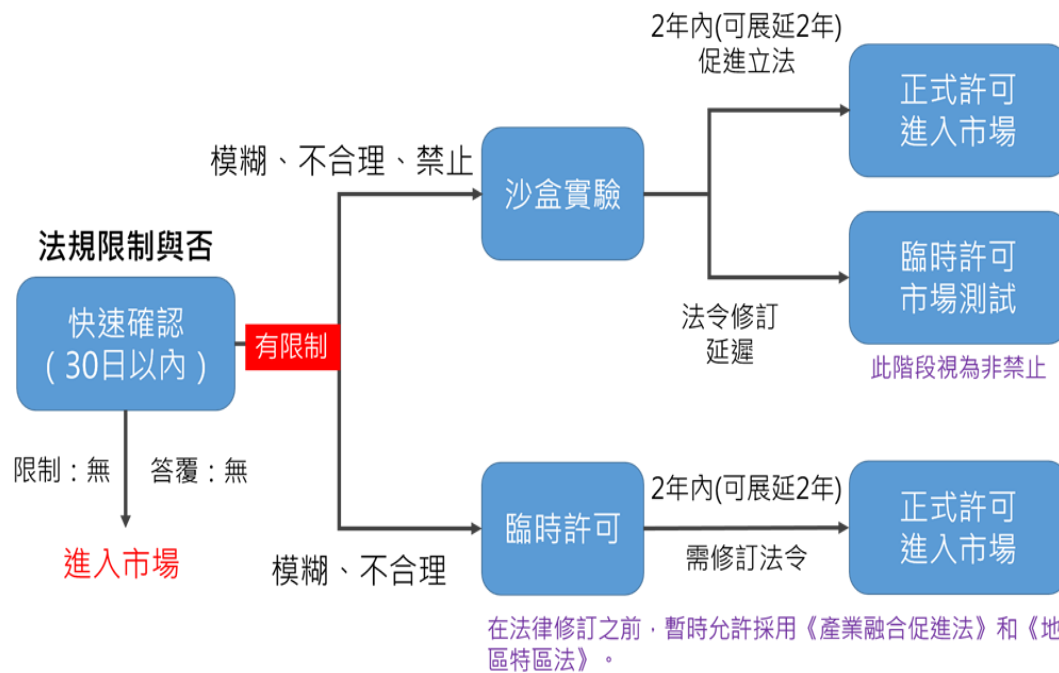 2年內(可展延2年)
促進立法
正式許可
進入市場
模糊、不合理、禁止
沙盒實驗
法規限制與否
快速確認
（30日以內）
有限制
臨時許可
市場測試
法令修訂
延遲
此階段視為非禁止
限制：無
答覆：無
進入市場
模糊、不合理
臨時許可
2年內(可展延2年)
需修訂法令
正式許可
進入市場
在法律修訂之前，暫時允許採用《產業融合促進法》和《地
區特區法》。